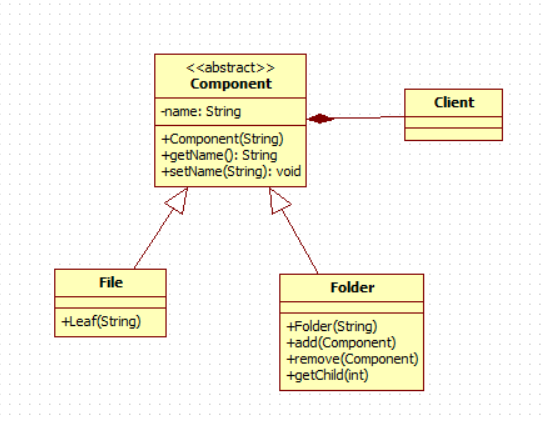 <<abstract>>
Component
-name: String
+Component(String)
+getName(): String
+setName(String): void
Client
File
+Leaf(String)
Folder
+Folder(String)
+add(Component)
+remove(Component)
+getChild(int)